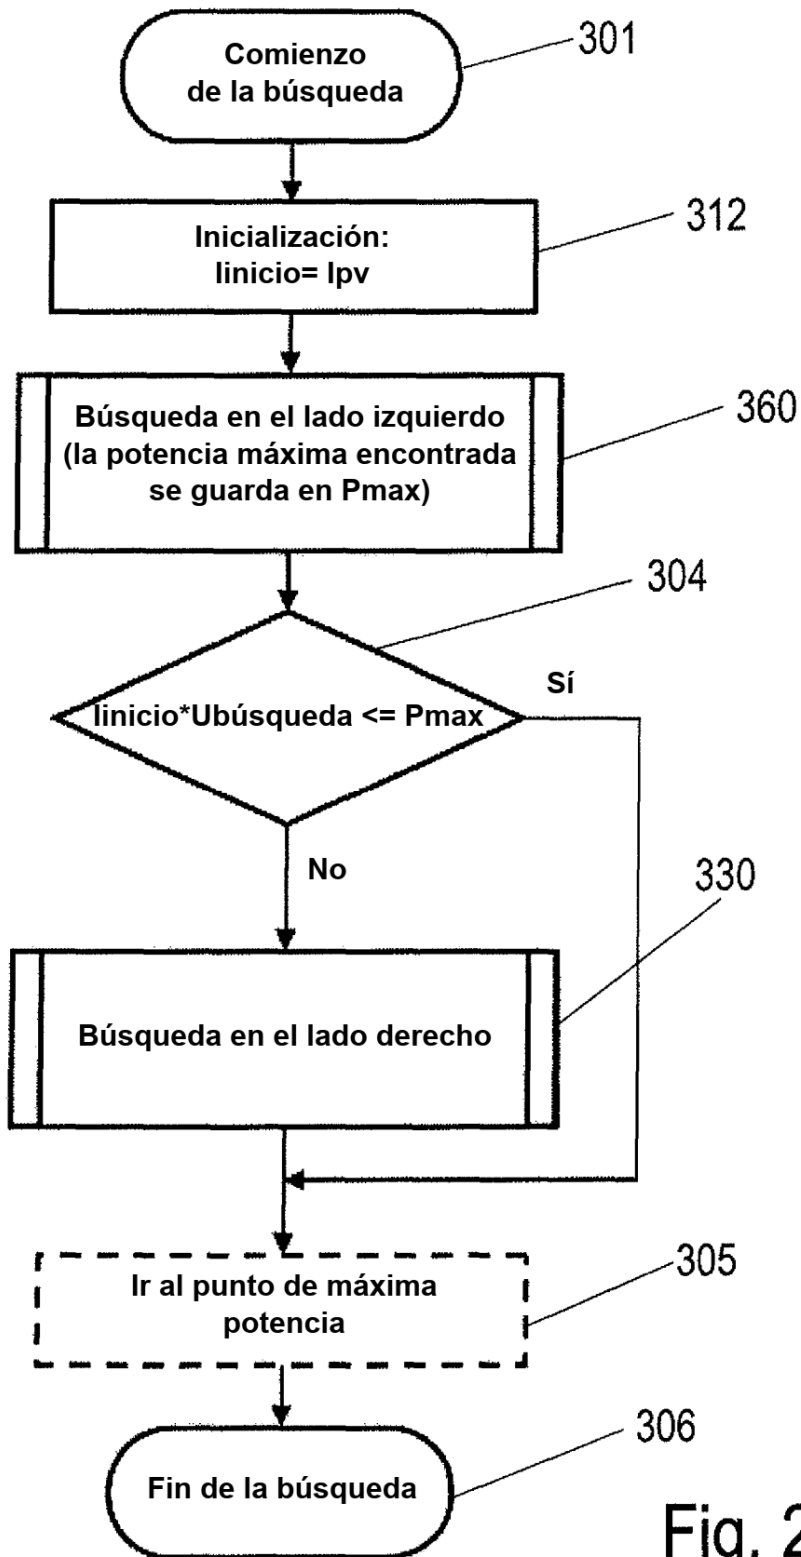 Comienzo
de la búsqueda
301
Inicialización:
Iinicio= Ipv
312
Búsqueda en el lado izquierdo
(la potencia máxima encontrada
se guarda en Pmax)
360
304
Iinicio*Ubúsqueda <= Pmax
Sí
No
330
Búsqueda en el lado derecho
Ir al punto de máxima
potencia
305
Fin de la búsqueda
306
Fig. 2